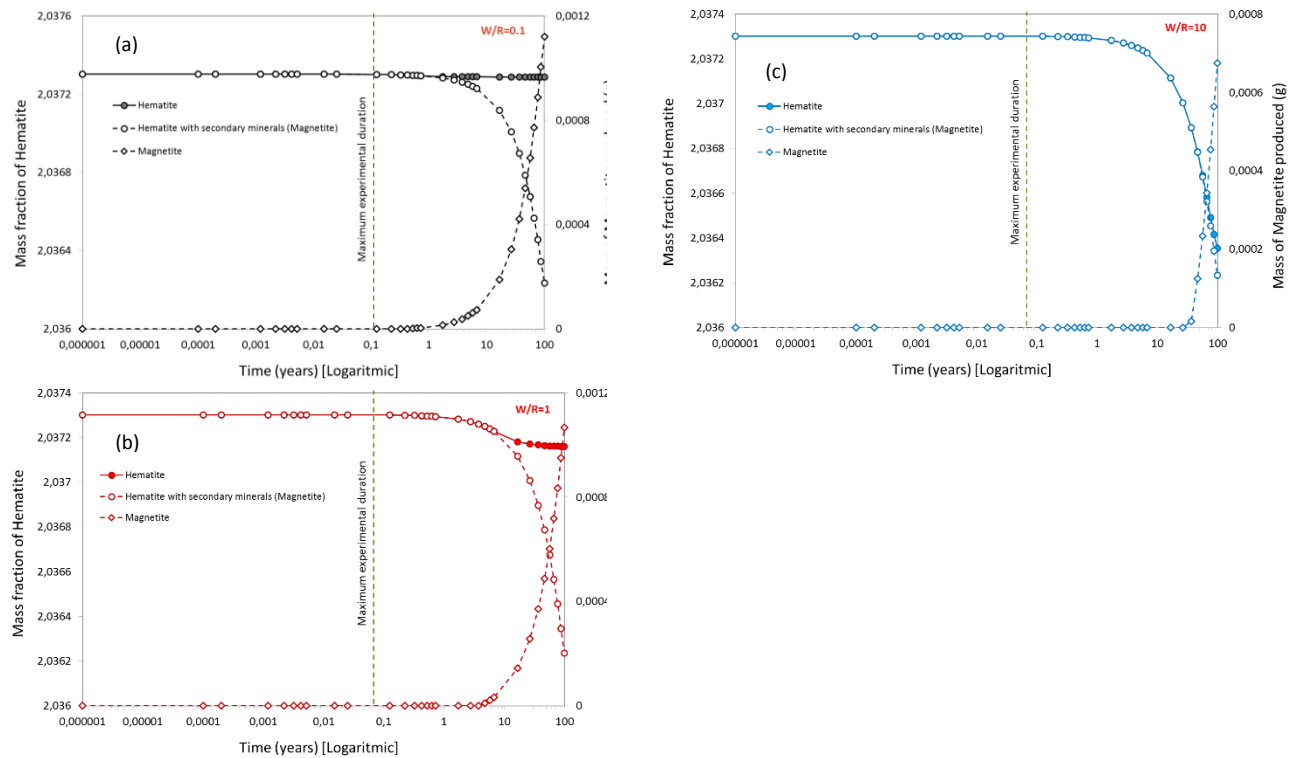 (a)
W/R=0.1
Mass fraction of Hematite
2,0376
2,0372
2,0368
2,0364
2,036
0,0012
0,0008
0,0004
0
Hematite
Hematite with secondary minerals (Magnetite)
Magnetite
Maximum experimental duration
0,000001
0,00001
0,0001
0,001
0,01
0,1
1
10
100
Time (years) [Logaritmic]
(c)
W/R=10
Mass fraction of Hematite
2,0374
2,0372
2,037
2,0368
2,0366
2,0364
2,0362
2,036
0,0008
0,0006
0,0004
0,0002
0
Mass of Magnetite produced (g)
Hematite
Hematite with secondary minerals (Magnetite)
Magnetite
Maximum experimental duration
0,000001
0,00001
0,0001
0,001
0,01
0,1
1
10
100
Time (years) [Logaritmic]
(b)
W/R=1
Mass fraction of Hematite
2,0374
2,0372
2,037
2,0368
2,0366
2,0364
2,0362
2,036
0,0012
0,0008
0,0004
0
Hematite
Hematite with secondary minerals (Magnetite)
Magnetite
Maximum experimental duration
0,000001
0,00001
0,0001
0,001
0,01
0,1
1
10
100
Time (years) [Logaritmic]